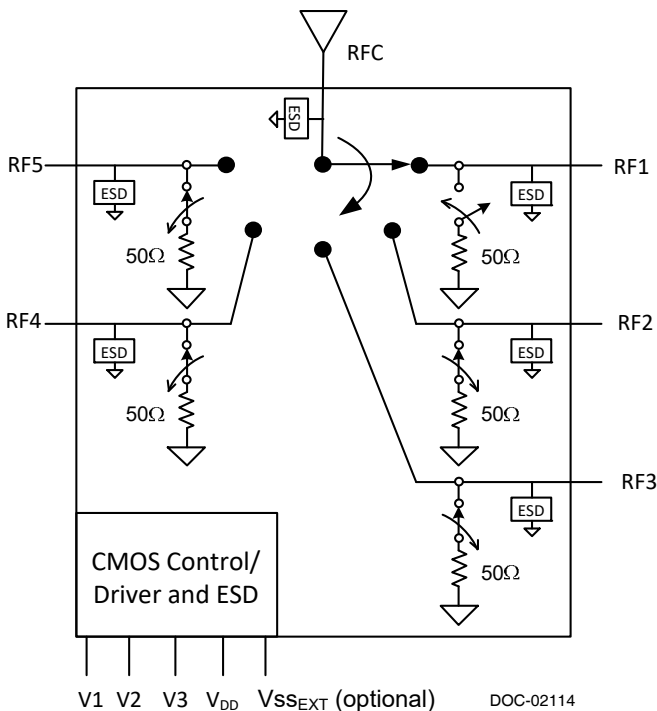 RFC
ESD
RF5
RF1
ESD
ESD
50Ω
50Ω
RF4
RF2
ESD
ESD
50Ω
50Ω
RF3
ESD
50Ω
CMOS Control/
Driver and ESD
V1 V2 V3 VDD VssEXT (optional)
DOC-02114